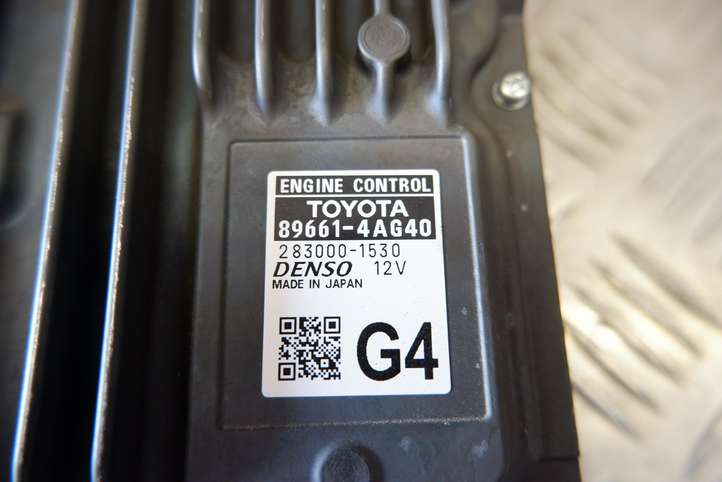 ENGINE CONTROL
TOYOTA
89661-4AG40
283000-1530
DENSO 12V
MADE IN JAPAN
G4